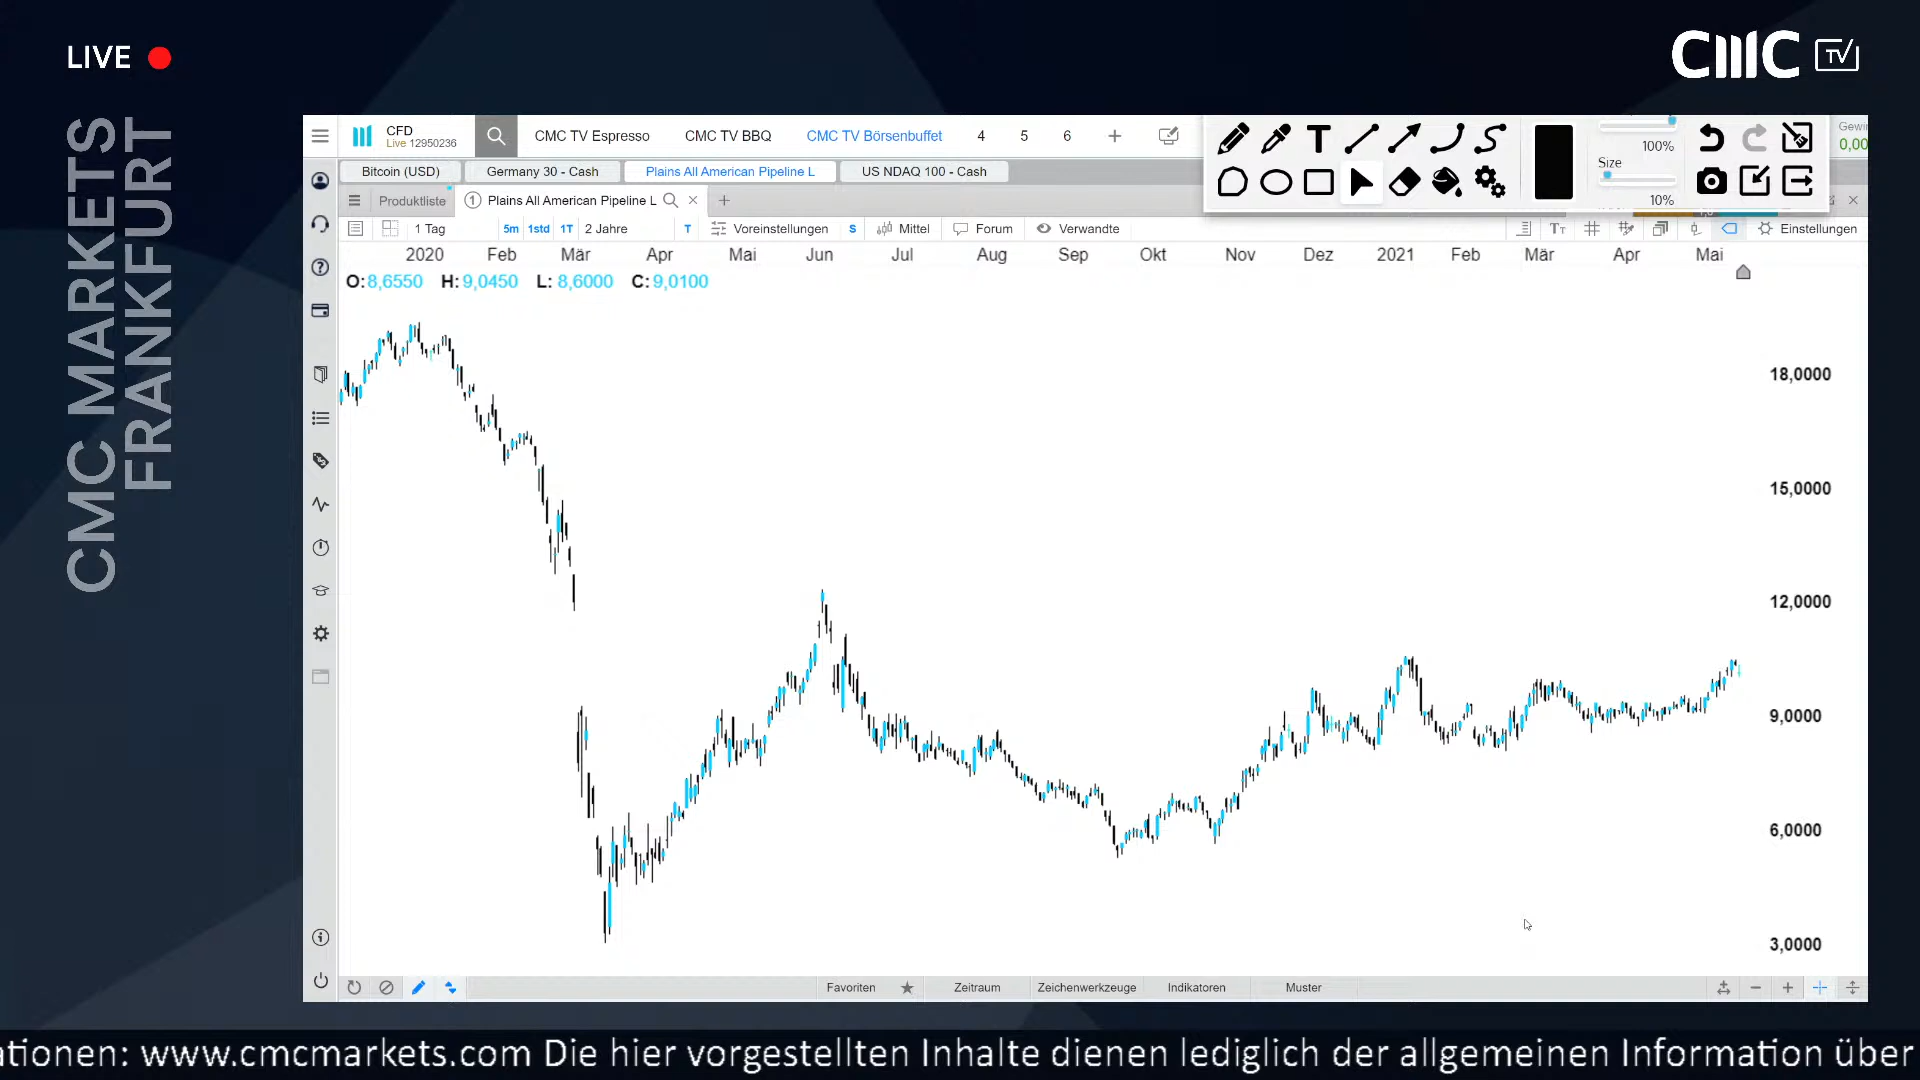 LIVE
CMC TV
CMC MARKETS
FRANKFURT
CFD
Live 12950236
CMC TV Espresso
CMC TV BBQ
CMC TV Börsenbuffet
4
5
6
T
100%
Size
10%
0,00
Bitcoin (USD)
Germany 30 - Cash
Plains All American Pipeline L
US NDAQ 100 - Cash
Produktliste
1 Plains All American Pipeline L
1 Tag
5m
1std
1T
2 Jahre
T
Voreinstellungen
S
Mittel
Forum
Verwandte
Einstellungen
2020 Feb Mär Apr Mai Jun Jul Aug Sep Okt Nov Dez 2021 Feb Mär Apr Mai
O:8,6550 H:9,0450 L: 8,6000 C:9,0100
18,0000
15,0000
12,0000
9,0000
6,0000
3,0000
Favoriten
Zeitraum
Zeichenwerkzeuge
Indikatoren
Muster
ationen: www.cmcmarkets.com Die hier vorgestellten Inhalte dienen lediglich der allgemeinen Information über